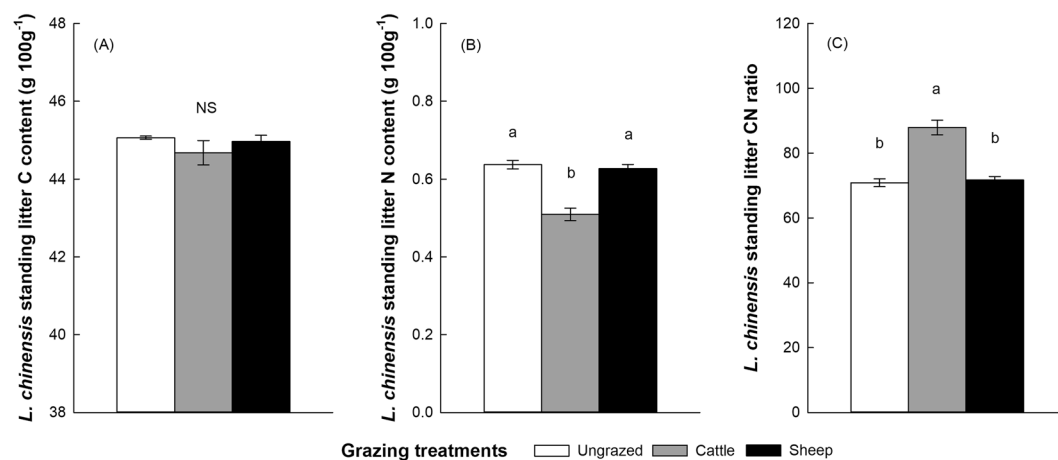 L. chinensis standing litter C content (g 100g-1)
48
46
44
42
40
38
(A)
NS
L. chinensis standing litter N content (g 100g-1)
1.0
0.8
0.6
0.4
0.2
0.0
(B)
a
b
a
L. chinensis standing litter CN ratio
120
100
80
60
40
20
0
(C)
b
a
b
Grazing treatments Ungrazed Cattle Sheep